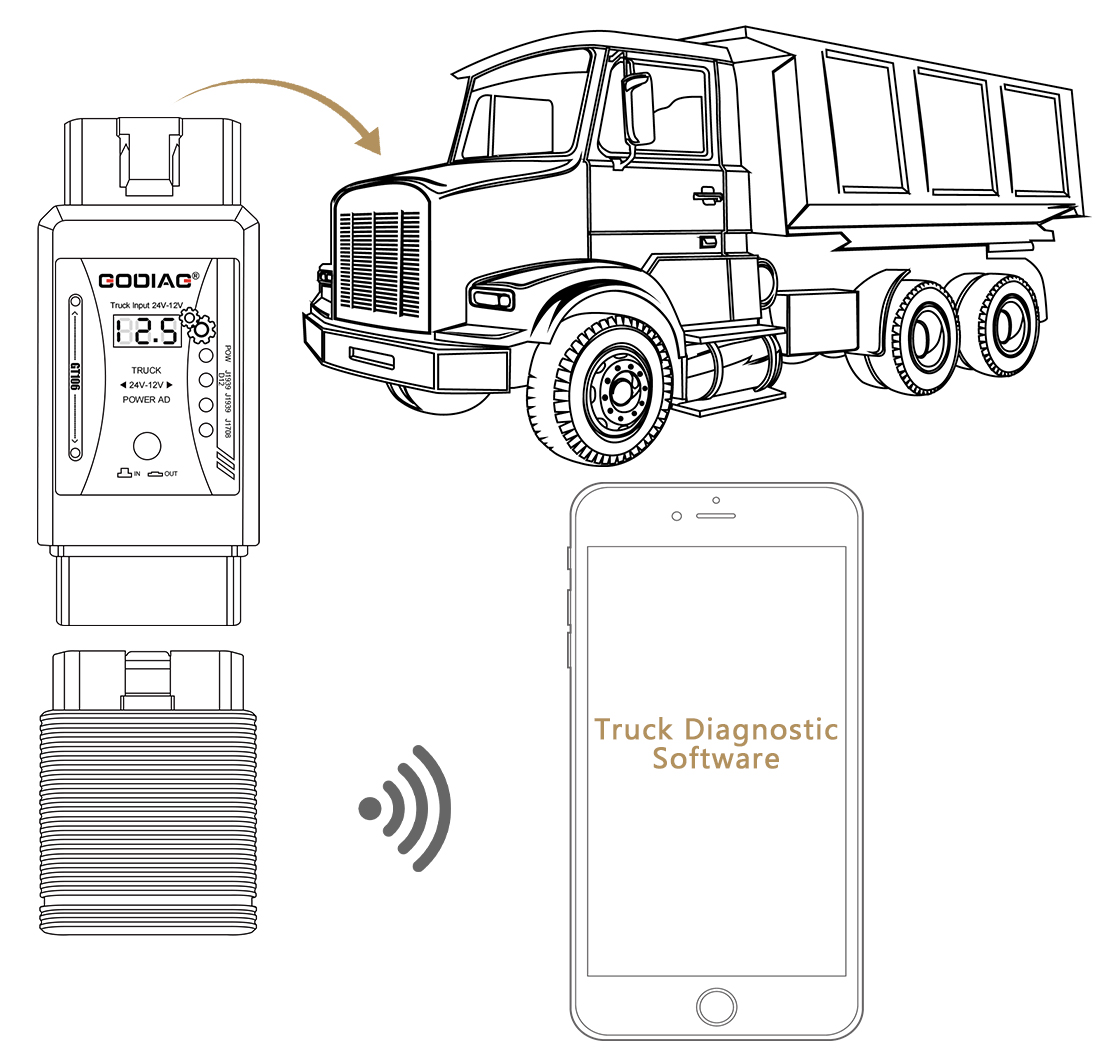 GODIAG®
Truck Input 24V-12V
12.5
GT106
TRUCK
◄ 24V-12V ►
POWER AD
POW
J1939
D12
J1939
J1708
IN
OUT
Truck Diagnostic
Software